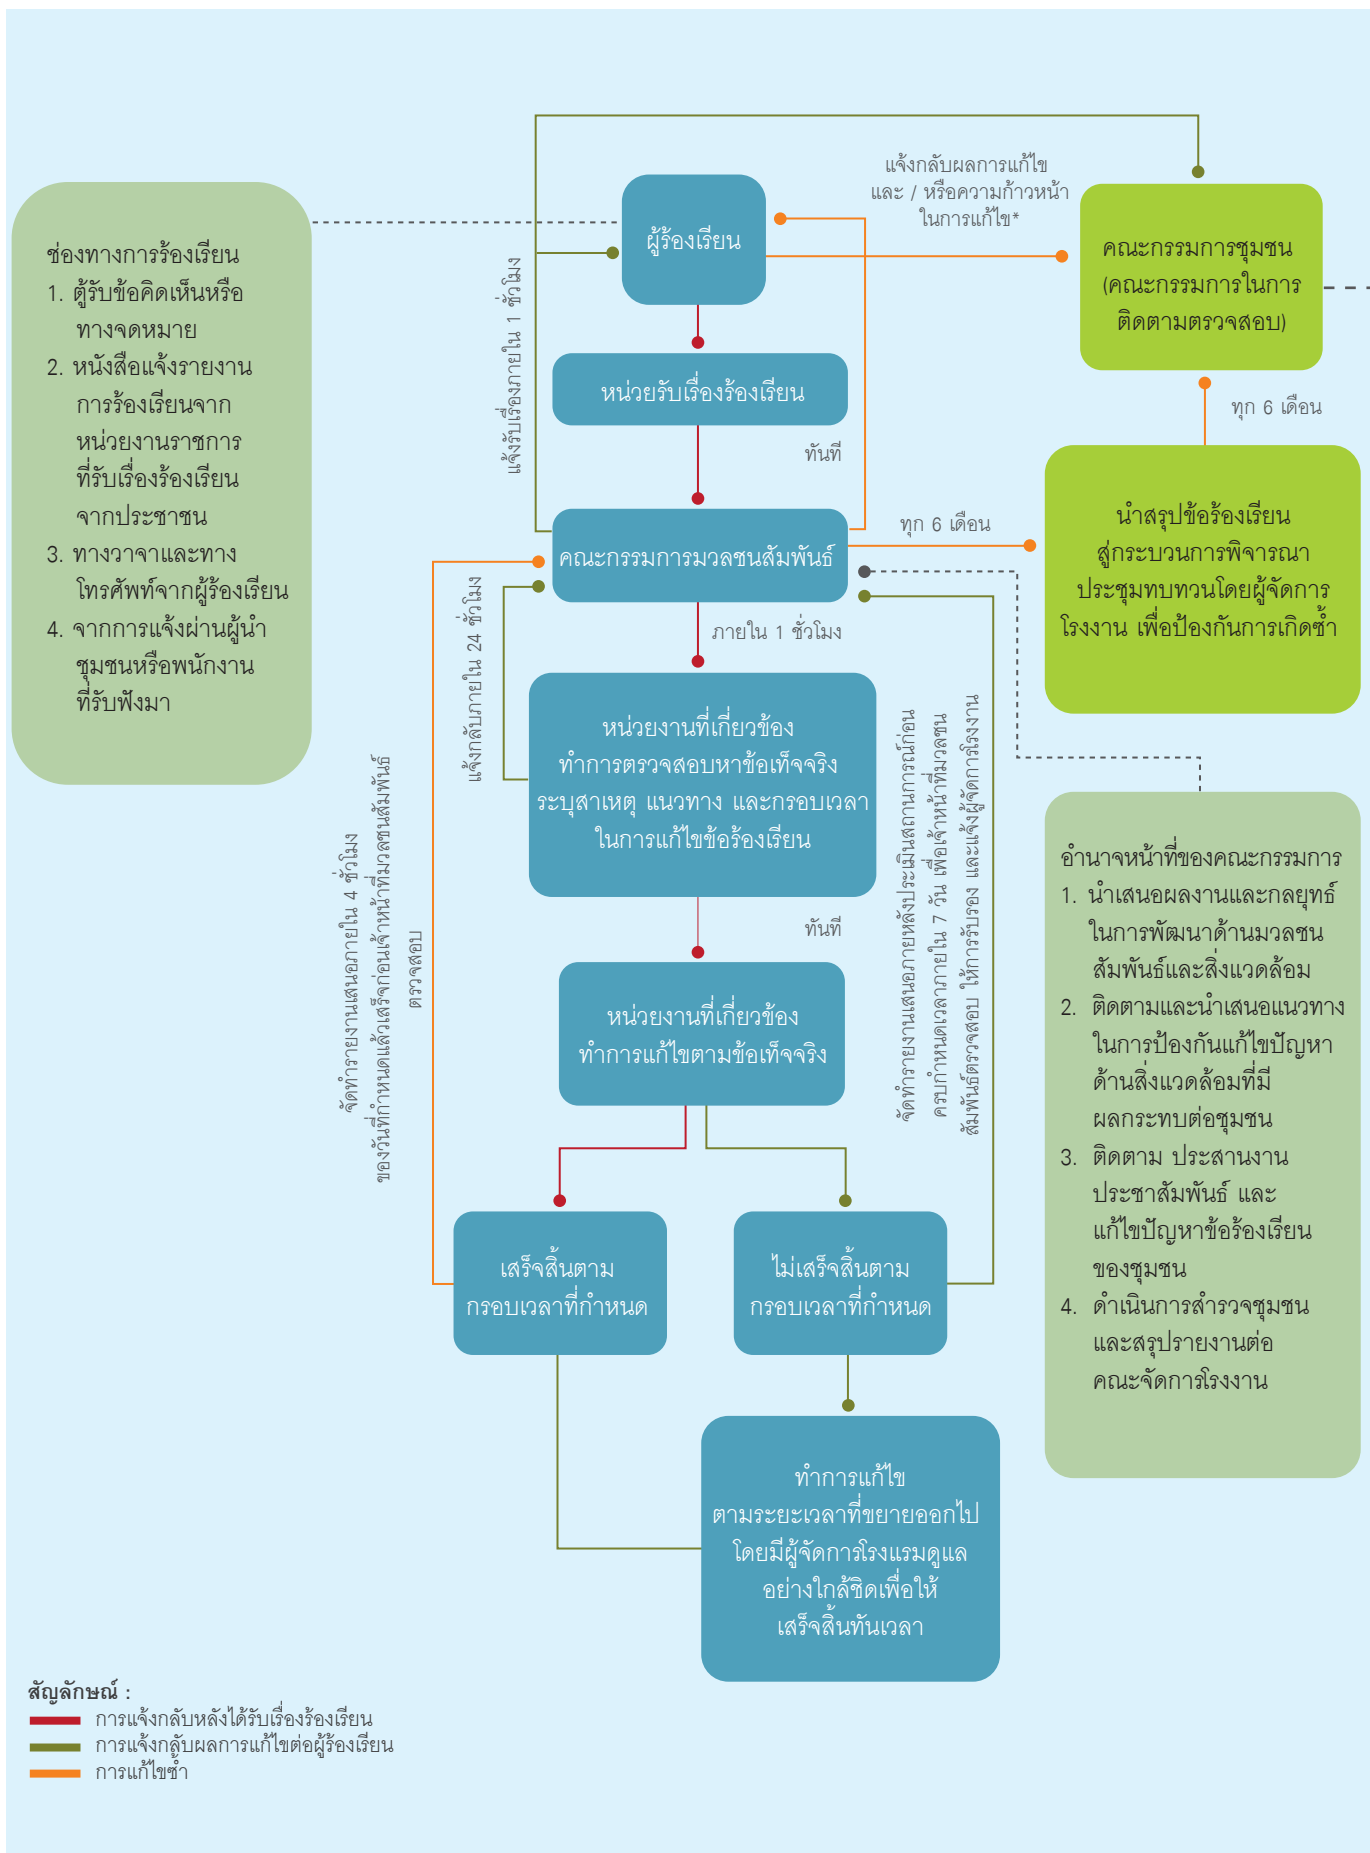 ช่องทางการร้องเรียน
1. ตู้รับข้อคิดเห็นหรือ
ทางจดหมาย
2. หนังสือแจ้งรายงาน
การร้องเรียนจาก
หน่วยงานราชการ
ที่รับเรื่องร้องเรียน
จากประชาชน
3. ทางวาจาและทาง
โทรศัพท์จากผู้ร้องเรียน
4. จากการแจ้งผ่านผู้นำ
ชุมชนหรือพนักงาน
ที่รับฟังมา
ผู้ร้องเรียน
แจ้งกลับผลการแก้ไข
และ / หรือความก้าวหน้า
ในการแก้ไข*
คณะกรรมการชุมชน
(คณะกรรมการในการ
ติดตามตรวจสอบ)
แจ้งรับเรื่องภายใน 1 ชั่วโมง
หน่วยรับเรื่องร้องเรียน
ทันที
ทุก 6 เดือน
คณะกรรมการมวลชนสัมพันธ์
ทุก 6 เดือน
นำสรุปข้อร้องเรียน
สู่กระบวนการพิจารณา
ประชุมทบทวนโดยผู้จัดการ
โรงงาน เพื่อป้องกันการเกิดซ้ำ
ภายใน 1 ชั่วโมง
แจ้งกลับภายใน 24 ชั่วโมง
หน่วยงานที่เกี่ยวข้อง
ทำการตรวจสอบหาข้อเท็จจริง
ระบุสาเหตุ แนวทาง และกรอบเวลา
ในการแก้ไขข้อร้องเรียน
ทันที
จัดทำรายงานเสนอภายใน 4 ชั่วโมง
ของวันที่กำหนดแล้วเสร็จก่อนเจ้าหน้าที่มวลชนสัมพันธ์
ตรวจสอบ
จัดทำรายงานเสนอภายหลังประเมินสถานการณ์ก่อน
ครบกำหนดเวลาภายใน 7 วัน เพื่อเจ้าหน้าที่มวลชน
สัมพันธ์ตรวจสอบ ให้การรับรอง และแจ้งผู้จัดการโรงงาน
หน่วยงานที่เกี่ยวข้อง
ทำการแก้ไขตามข้อเท็จจริง
เสร็จสิ้นตาม
กรอบเวลาที่กำหนด
ไม่เสร็จสิ้นตาม
กรอบเวลาที่กำหนด
ทำการแก้ไข
ตามระยะเวลาที่ขยายออกไป
โดยมีผู้จัดการโรงแรมดูแล
อย่างใกล้ชิดเพื่อให้
เสร็จสิ้นทันเวลา
อำนาจหน้าที่ของคณะกรรมการ
1. นำเสนอผลงานและกลยุทธ์
ในการพัฒนาด้านมวลชน
สัมพันธ์และสิ่งแวดล้อม
2. ติดตามและนำเสนอแนวทาง
ในการป้องกันแก้ไขปัญหา
ด้านสิ่งแวดล้อมที่มี
ผลกระทบต่อชุมชน
3. ติดตาม ประสานงาน
ประชาสัมพันธ์ และ
แก้ไขปัญหาข้อร้องเรียน
ของชุมชน
4. ดำเนินการสำรวจชุมชน
และสรุปรายงานต่อ
คณะจัดการโรงงาน
สัญลักษณ์ :
การแจ้งกลับหลังได้รับเรื่องร้องเรียน
การแจ้งกลับผลการแก้ไขต่อผู้ร้องเรียน
การแก้ไขซ้ำ